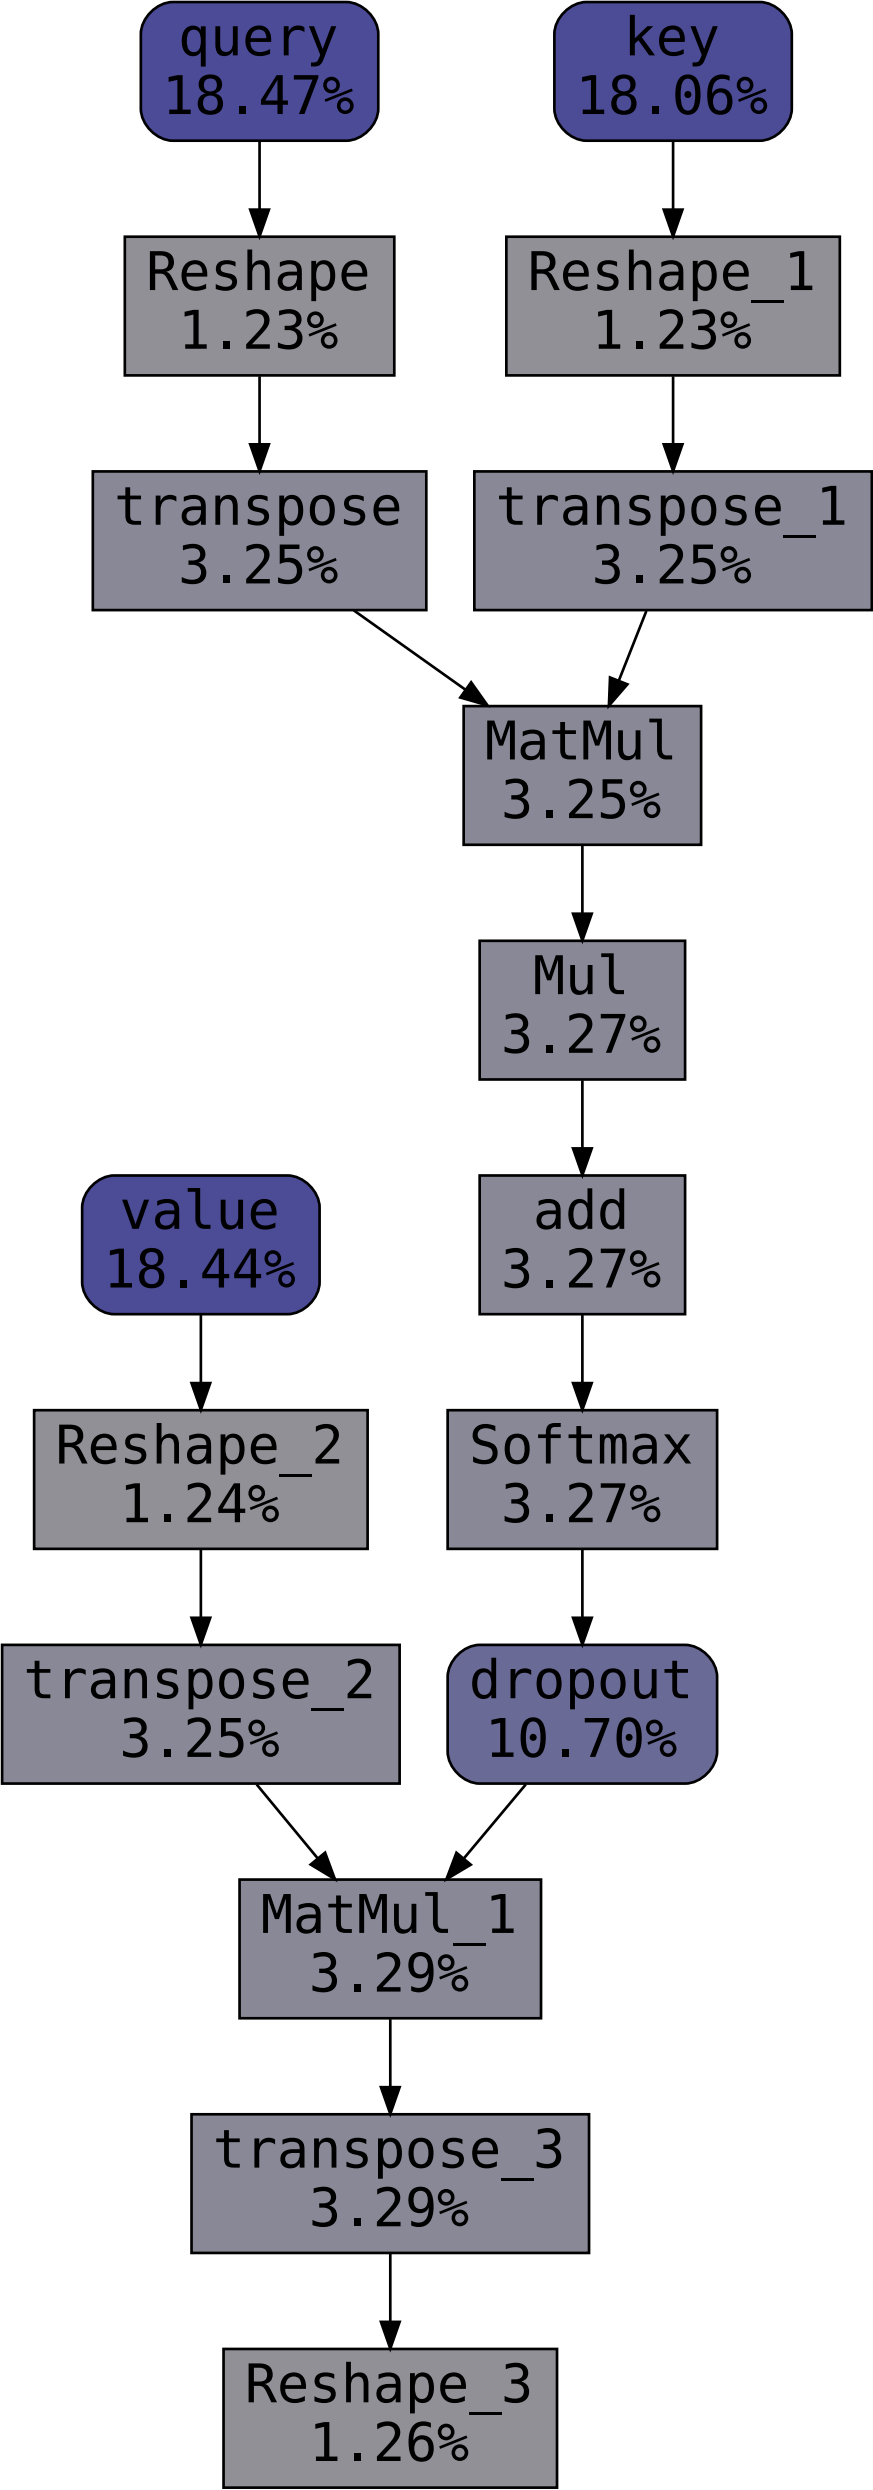 query
18.47%
key
18.06%
Reshape
1.23%
Reshape_1
1.23%
transpose
3.25%
transpose_1
3.25%
MatMul
3.25%
Mul
3.27%
add
3.27%
value
18.44%
Softmax
3.27%
Reshape_2
1.24%
transpose_2
3.25%
dropout
10.70%
MatMul_1
3.29%
transpose_3
3.29%
Reshape_3
1.26%